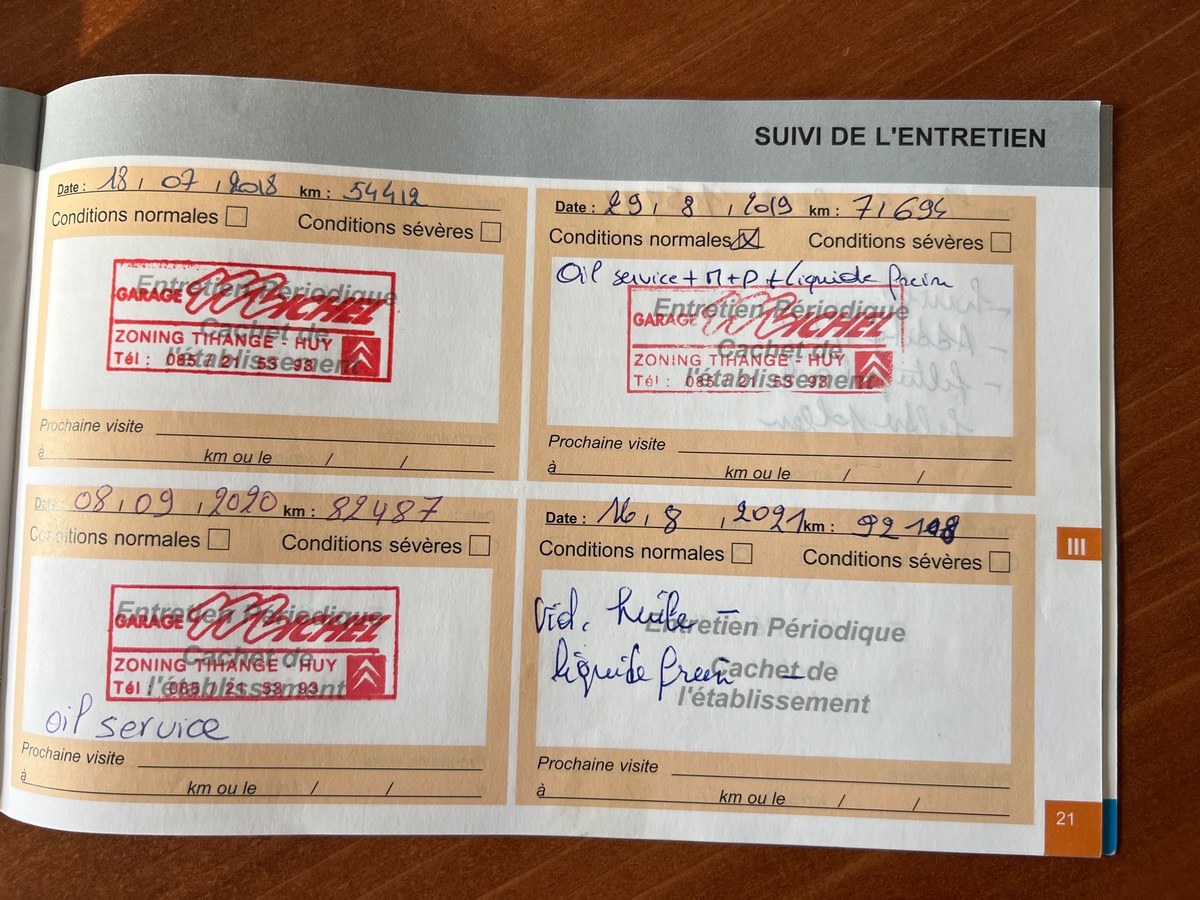 SUIVI DE L'ENTRETIEN
Date : 18 / 07 / 2018 km : 54412
Conditions normales Conditions sévères
Entretien Périodique
GARAGE MICHEL
Cachet de
ZONING TIHANGE - HUY
l'établissement
Tél : 085 / 21 53 93
Prochaine visite
à km ou le / /
Date : 29 / 8 / 2019 km : 71694
Conditions normales Conditions sévères
Oil service + M + P + liquide frein
Entretien Périodique
GARAGE MICHEL
Cachet de
ZONING TIHANGE - HUY
l'établissement
Tél : 085 / 21 53 93
Prochaine visite
à km ou le / /
Date : 08 / 09 / 2020 km : 82487
Conditions normales Conditions sévères
Entretien Périodique
GARAGE MICHEL
Cachet de
ZONING TIHANGE - HUY
l'établissement
Tél : 085 / 21 53 93
oil service
Prochaine visite
à km ou le / /
Date : 16 / 8 / 2021 km : 92
Conditions normales Conditions sévères
Vid. huile –
Entretien Périodique
liquide frein –
Cachet de
l'établissement
Prochaine visite
à km ou le / /
III
21